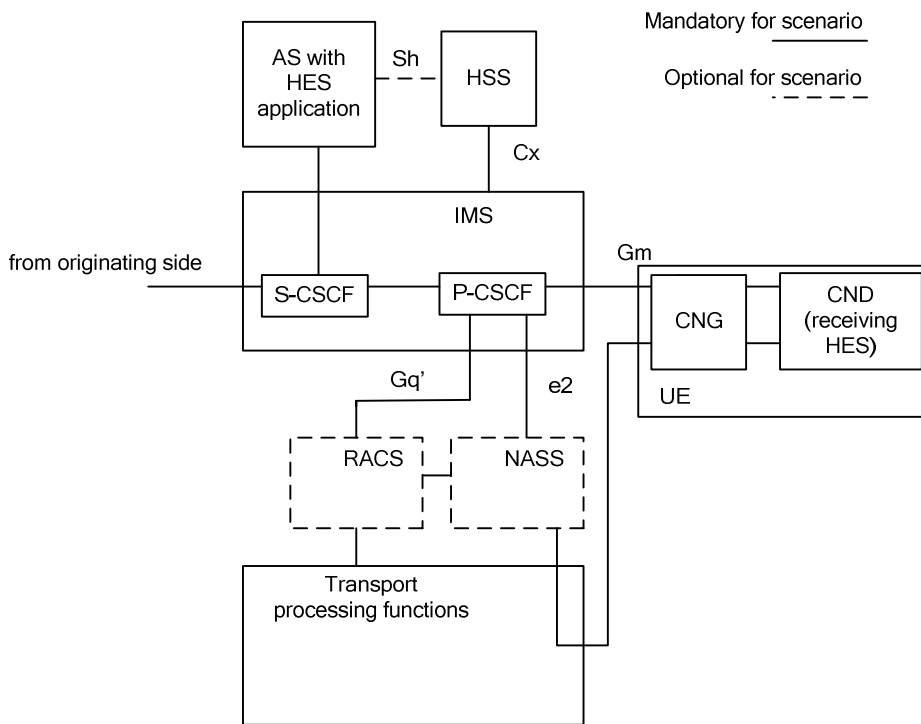 Mandatory for scenario
Optional for scenario
AS with
HES
application
Sh
HSS
Cx
IMS
from originating side
S-CSCF
P-CSCF
Gm
CNG
CND
(receiving
HES)
UE
Gq’
e2
RACS
NASS
Transport
processing functions